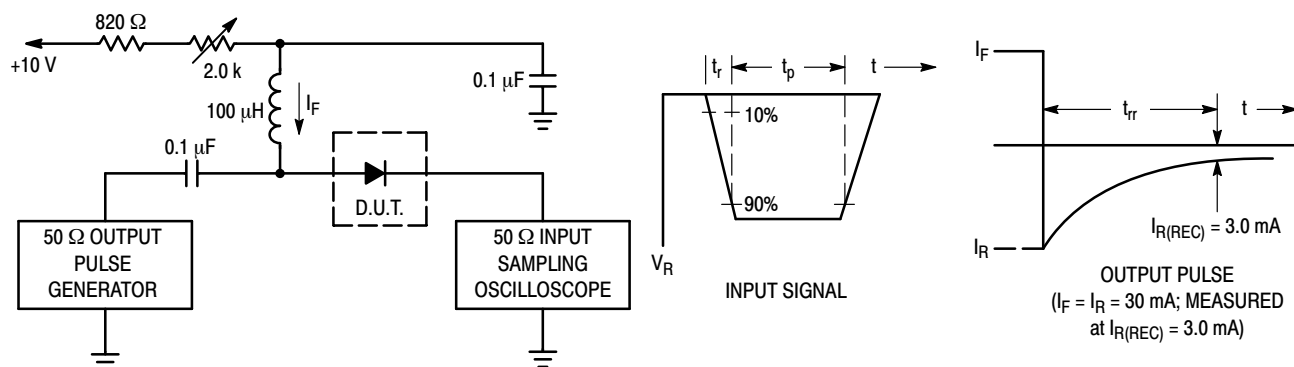 820 Ω
+10 V
2.0 k
100 μH
I_F
0.1 μF
0.1 μF
D.U.T.
50 Ω OUTPUT
PULSE
GENERATOR
50 Ω INPUT
SAMPLING
OSCILLOSCOPE
t_r
t_p
t
10%
90%
V_R
INPUT SIGNAL
I_F
t_rr
t
I_R(REC) = 3.0 mA
I_R
OUTPUT PULSE
(I_F = I_R = 30 mA; MEASURED
at I_R(REC) = 3.0 mA)